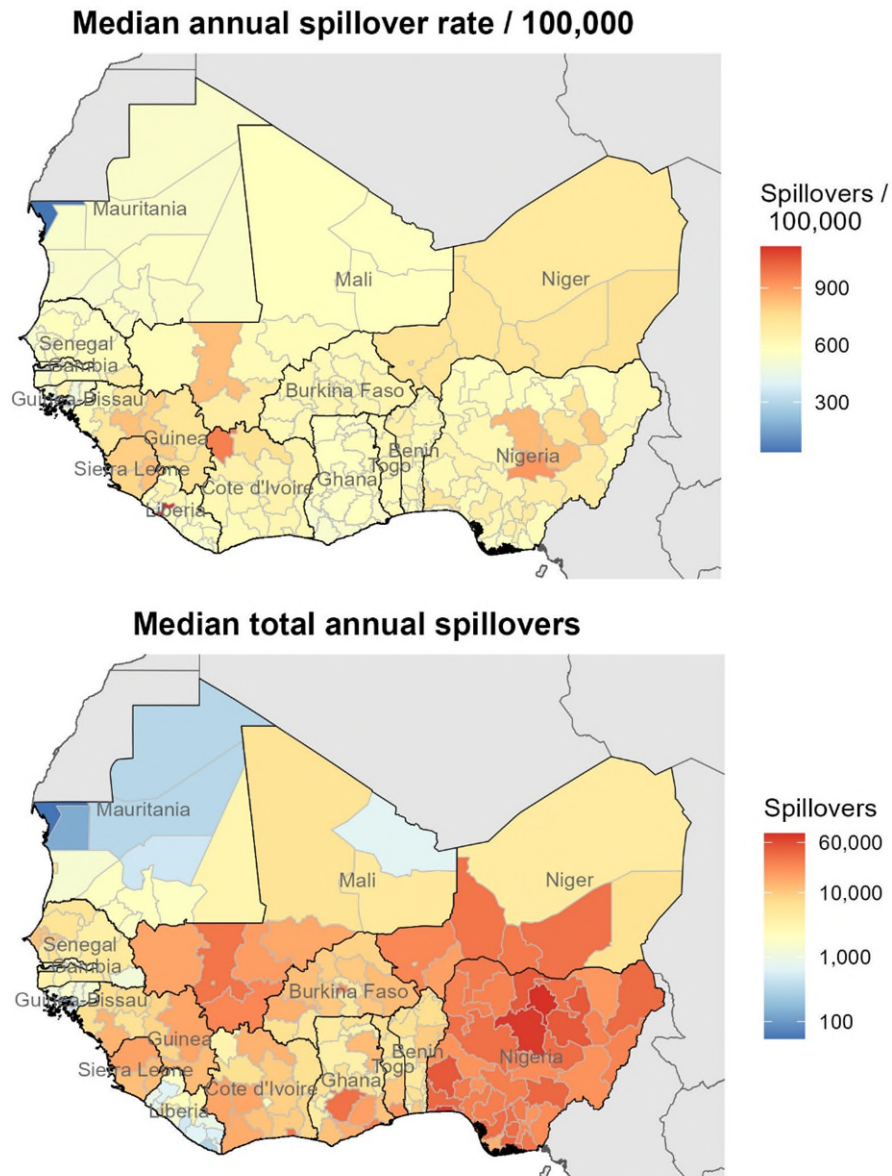 Median annual spillover rate / 100,000
Mauritania
Mali
Niger
Senegal
Gambia
Guinea-Bissau
Burkina Faso
Guinea
Sierra Leone
Liberia
Cote d'Ivoire
Ghana
Togo
Benin
Nigeria
Spillovers /
100,000
900
600
300
Median total annual spillovers
Mauritania
Mali
Niger
Senegal
Gambia
Guinea-Bissau
Burkina Faso
Guinea
Sierra Leone
Liberia
Cote d'Ivoire
Ghana
Togo
Benin
Nigeria
Spillovers
60,000
10,000
1,000
100